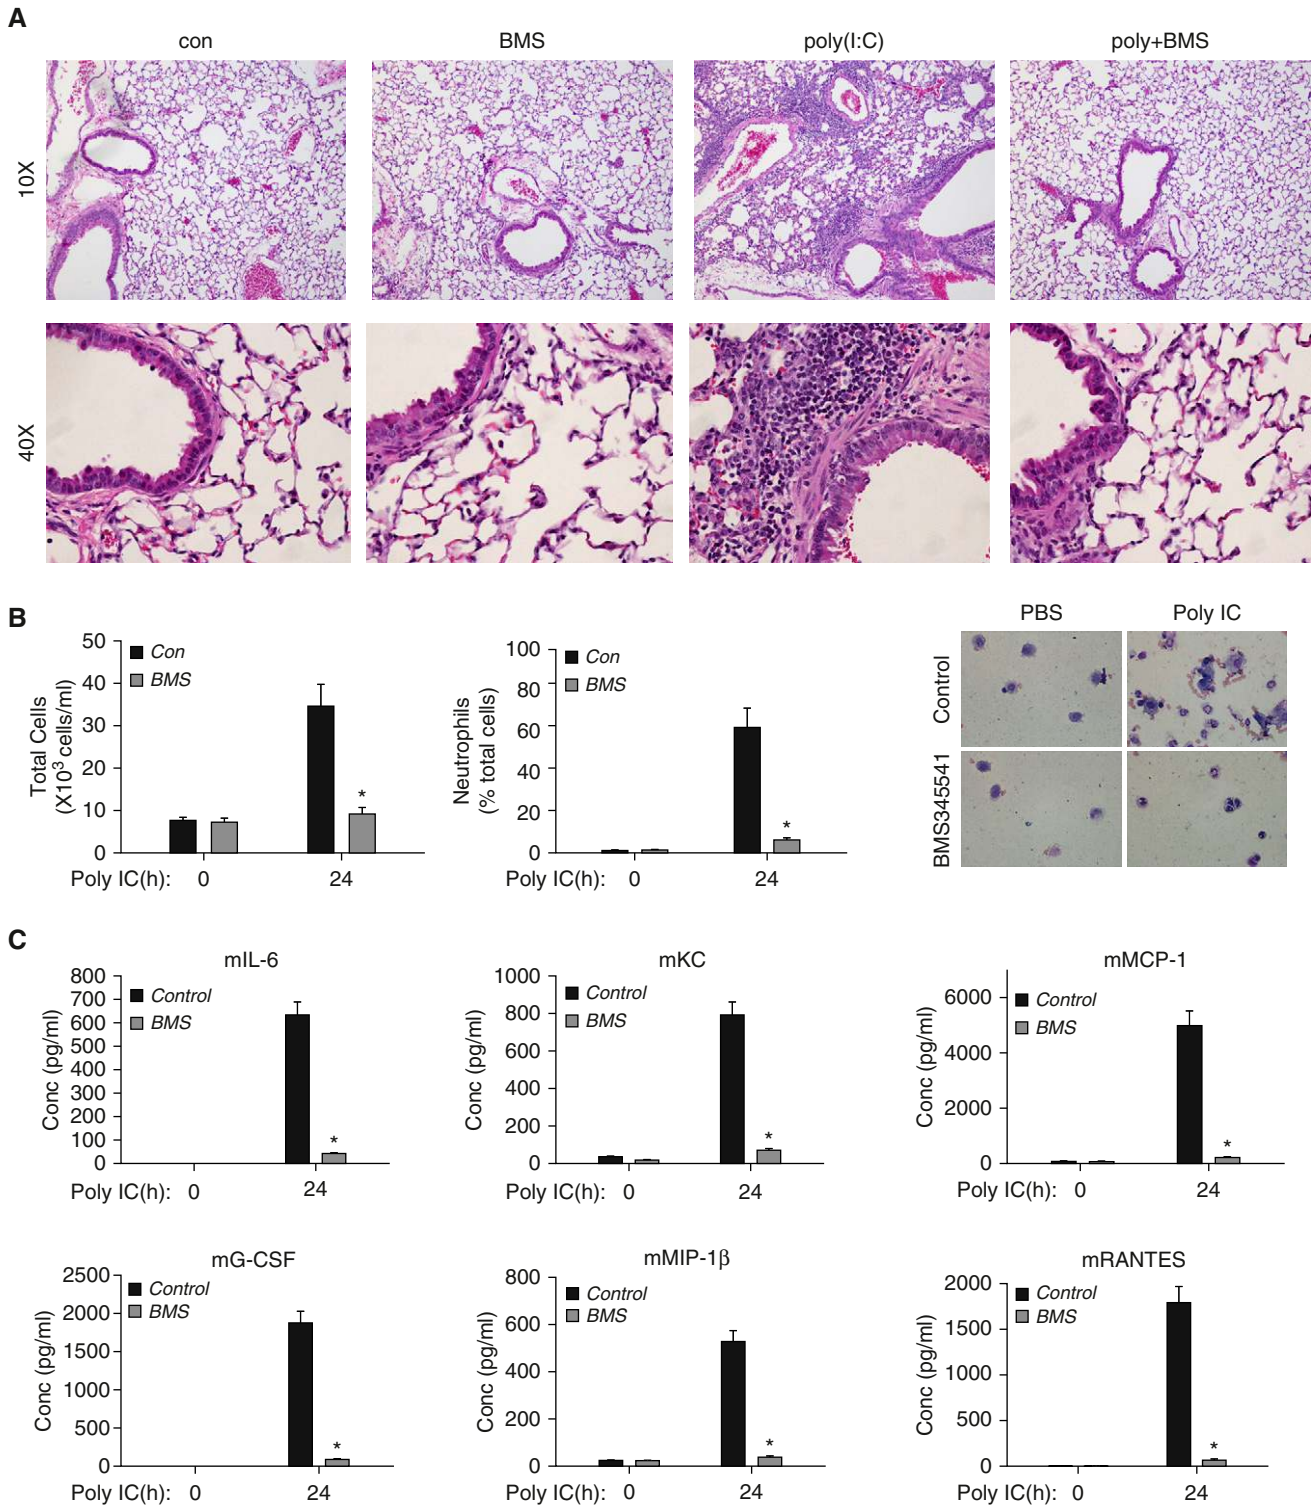 A
con BMS poly(I:C) poly+BMS
10X
40X
B
Total Cells
(X10³ cells/ml)
50
40
30
20
10
0
Con
BMS
*
Poly IC(h): 0 24
Neutrophils
(% total cells)
100
80
60
40
20
0
Con
BMS
*
Poly IC(h): 0 24
PBS Poly IC
Control
BMS345541
C
mIL-6
Conc (pg/ml)
800
700
600
500
400
300
200
100
0
Control
BMS
*
Poly IC(h): 0 24
mKC
Conc (pg/ml)
1000
800
600
400
200
0
Control
BMS
*
Poly IC(h): 0 24
mMCP-1
Conc (pg/ml)
6000
4000
2000
0
Control
BMS
*
Poly IC(h): 0 24
mG-CSF
Conc (pg/ml)
2500
2000
1500
1000
500
0
Control
BMS
*
Poly IC(h): 0 24
mMIP-1β
Conc (pg/ml)
800
600
400
200
0
Control
BMS
*
Poly IC(h): 0 24
mRANTES
Conc (pg/ml)
2000
1500
1000
500
0
Control
BMS
*
Poly IC(h): 0 24